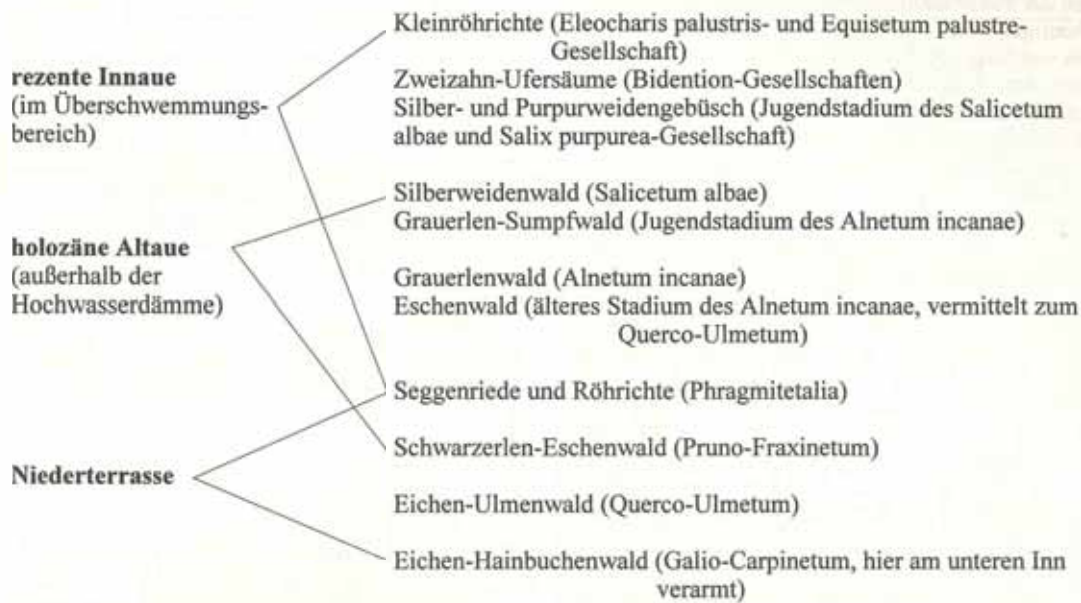 rezente Innaue
(im Überschwemmungs-
bereich)
holozäne Altaue
(außerhalb der
Hochwasserdämme)
Niederterrasse
Kleinröhrichte (Eleocharis palustris- und Equisetum palustre-
Gesellschaft)
Zweizahn-Ufersäume (Bidention-Gesellschaften)
Silber- und Purpurweidengebüsch (Jugendstadium des Salicetum
albae und Salix purpurea-Gesellschaft)
Silberweidenwald (Salicetum albae)
Grauerlen-Sumpfwald (Jugendstadium des Alnetum incanae)
Grauerlenwald (Alnetum incanae)
Eschenwald (älteres Stadium des Alnetum incanae, vermittelt zum
Querco-Ulmetum)
Seggenriede und Röhrichte (Phragmitetalia)
Schwarzerlen-Eschenwald (Pruno-Fraxinetum)
Eichen-Ulmenwald (Querco-Ulmetum)
Eichen-Hainbuchenwald (Galio-Carpinetum, hier am unteren Inn
verarmt)